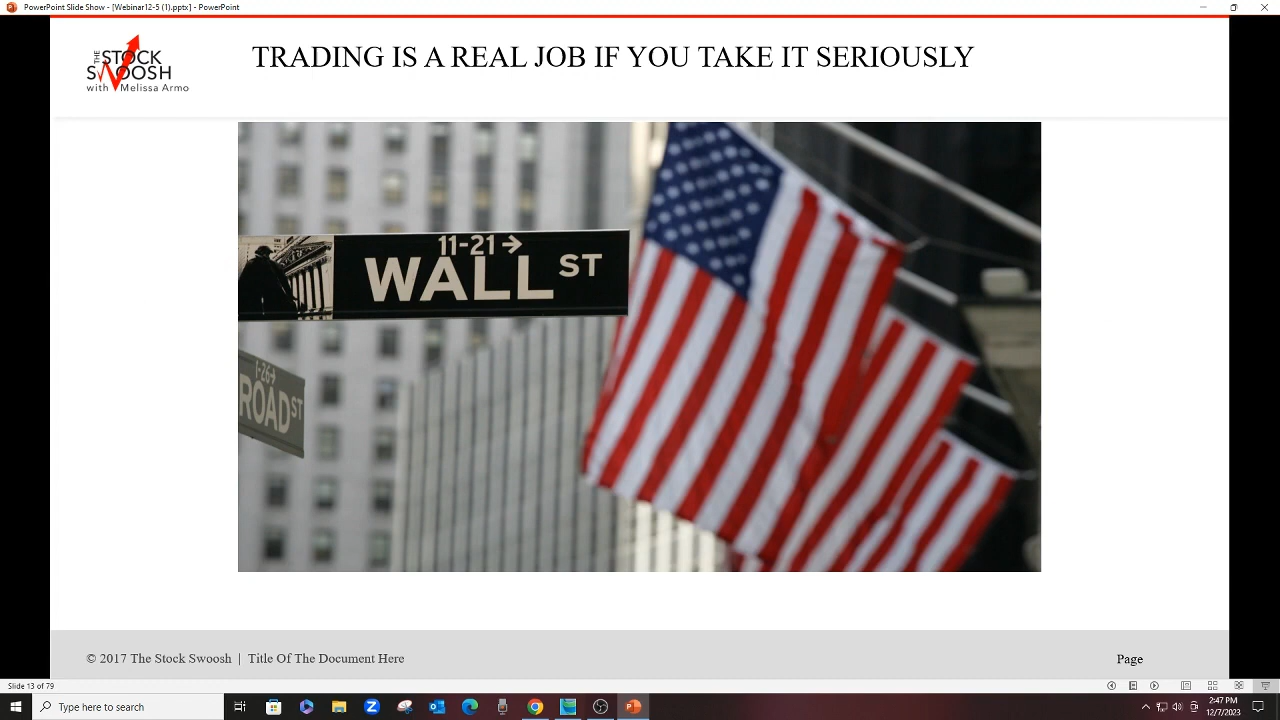 PowerPoint Slide Show - [Webinar12-5 (1).pptx] - PowerPoint
THE
STOCK
SWOOSH
with Melissa Armo
TRADING IS A REAL JOB IF YOU TAKE IT SERIOUSLY
11-21→
WALL ST
1-26→
ROAD ST
© 2017 The Stock Swoosh | Title Of The Document Here
Page
Slide 13 of 79
Type here to search
2:47 PM
12/7/2023